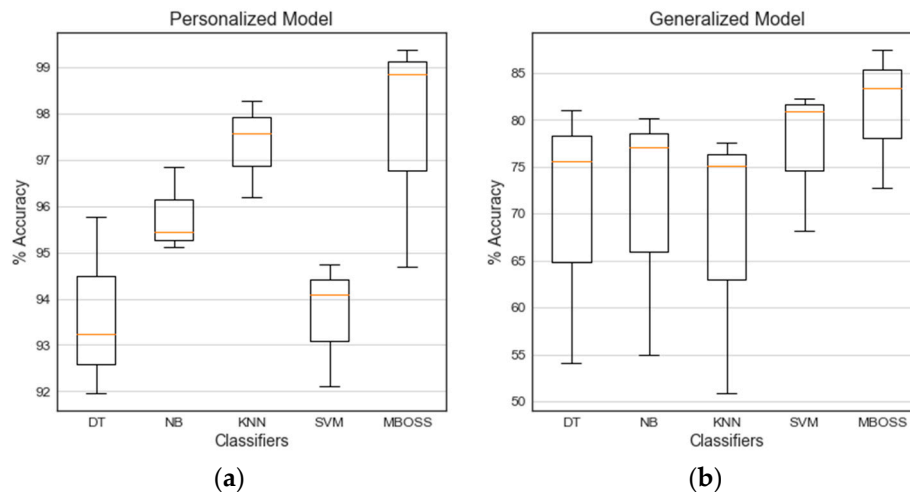 Personalized Model
% Accuracy
99
98
97
96
95
94
93
92
DT NB KNN SVM MBOSS
Classifiers
(a)
Generalized Model
% Accuracy
85
80
75
70
65
60
55
50
DT NB KNN SVM MBOSS
Classifiers
(b)